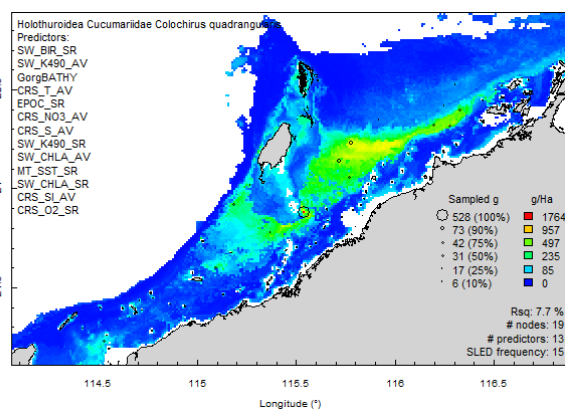 Holothuroidea Cucumariidae Colochirus quadrangularis
Predictors:
SW_BIR_SR
SW_K490_AV
GorgBATHY
CRS_T_AV
EPOC_SR
CRS_NO3_AV
CRS_S_AV
SW_K490_SR
SW_CHLA_AV
MT_SST_SR
SW_CHLA_SR
CRS_SI_AV
CRS_O2_SR
Sampled g g/Ha
528 (100%) 1764
73 (90%) 957
42 (75%) 497
31 (50%) 235
17 (25%) 85
6 (10%) 0
Rsq: 7.7 %
# nodes: 19
# predictors: 13
SLED frequency: 15
114.5 115 115.5 116 116.5
Longitude (°)